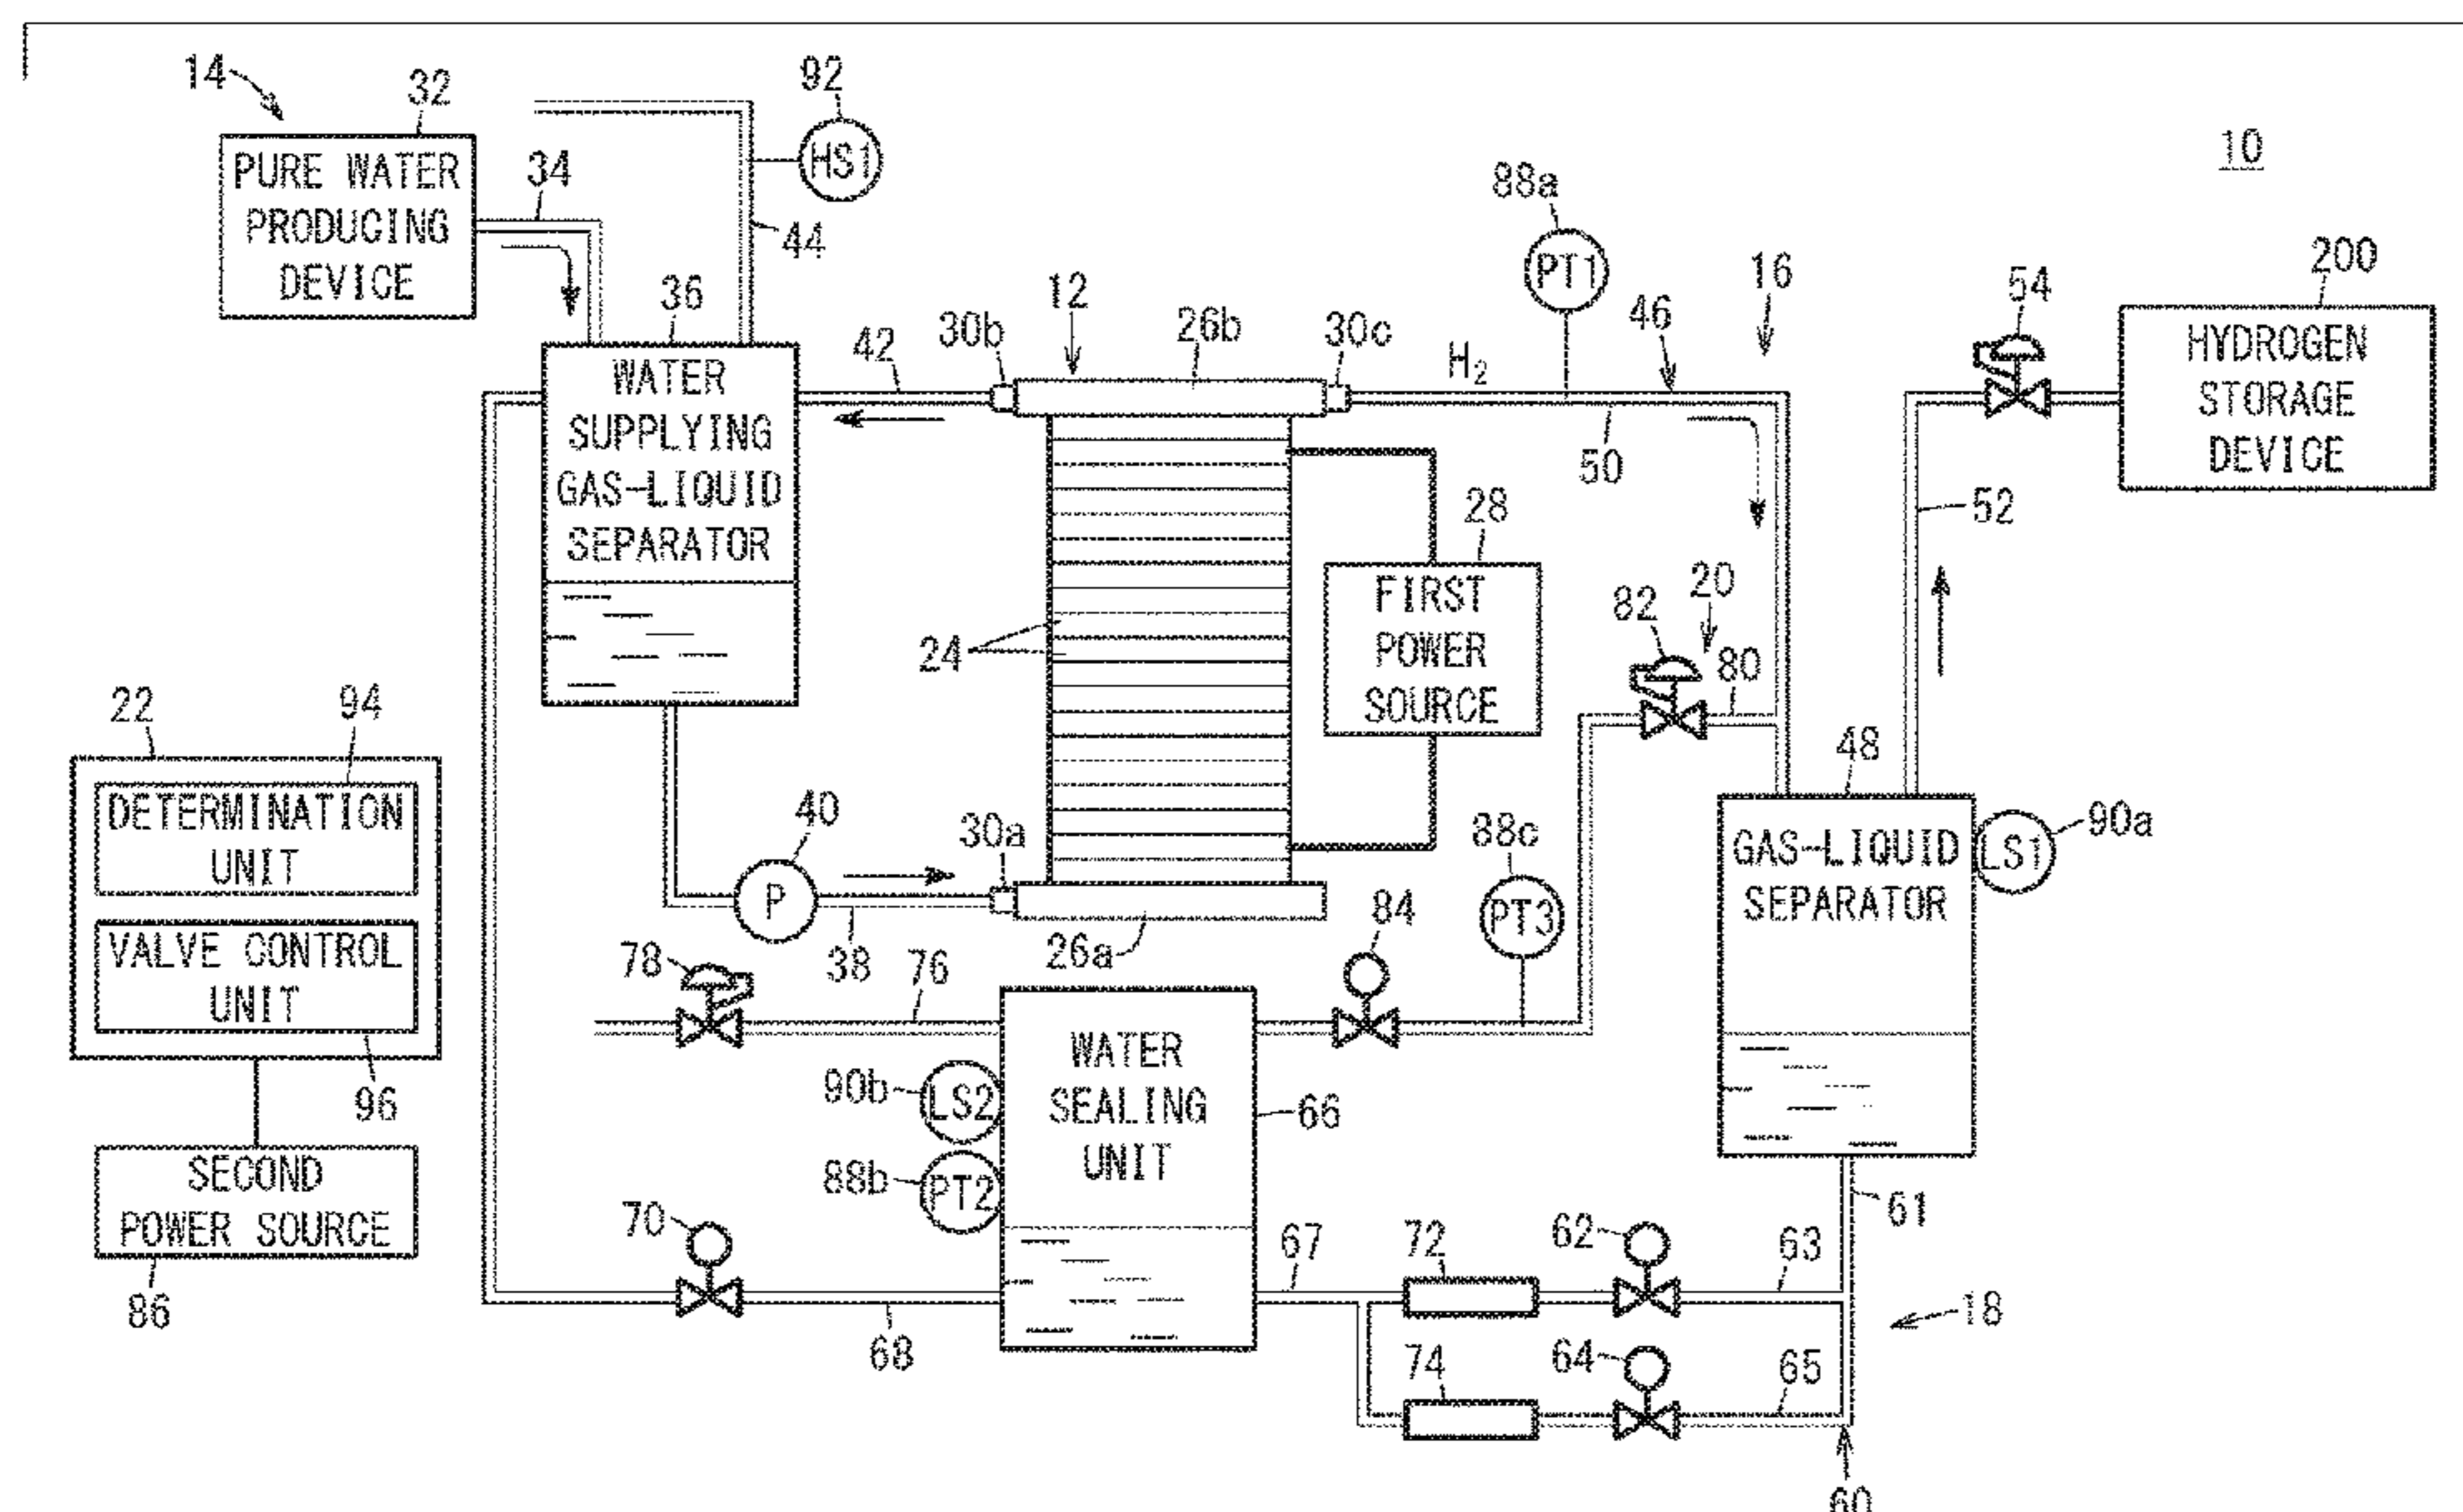 14
32
92
10
PURE WATER
PRODUCING
DEVICE
34
HS1
44
88a
PT1
16
200
36
12
30b
26b
30c
46
54
HYDROGEN
STORAGE
DEVICE
42
H₂
50
52
WATER
SUPPLYING
GAS-LIQUID
SEPARATOR
28
FIRST
POWER
SOURCE
24
82
20
80
22
94
DETERMINATION
UNIT
VALVE CONTROL
UNIT
96
SECOND
POWER SOURCE
86
40
P
30a
38
26a
48
GAS-LIQUID
SEPARATOR
LS1
90a
88c
PT3
84
78
76
WATER
SEALING
UNIT
66
90b
LS2
88b
PT2
70
68
67
72
62
63
61
18
74
64
65
60